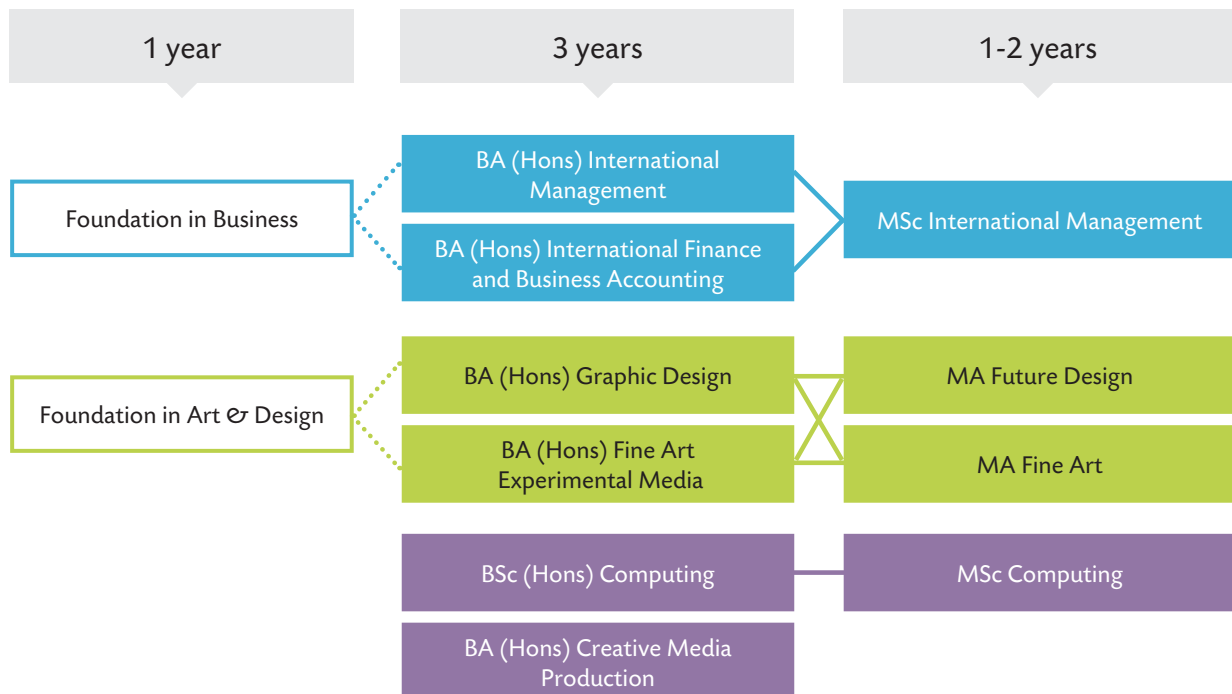 1 year
3 years
1-2 years
Foundation in Business
BA (Hons) International
Management
BA (Hons) International Finance
and Business Accounting
MSc International Management
Foundation in Art & Design
BA (Hons) Graphic Design
BA (Hons) Fine Art
Experimental Media
MA Future Design
MA Fine Art
BSc (Hons) Computing
MSc Computing
BA (Hons) Creative Media
Production